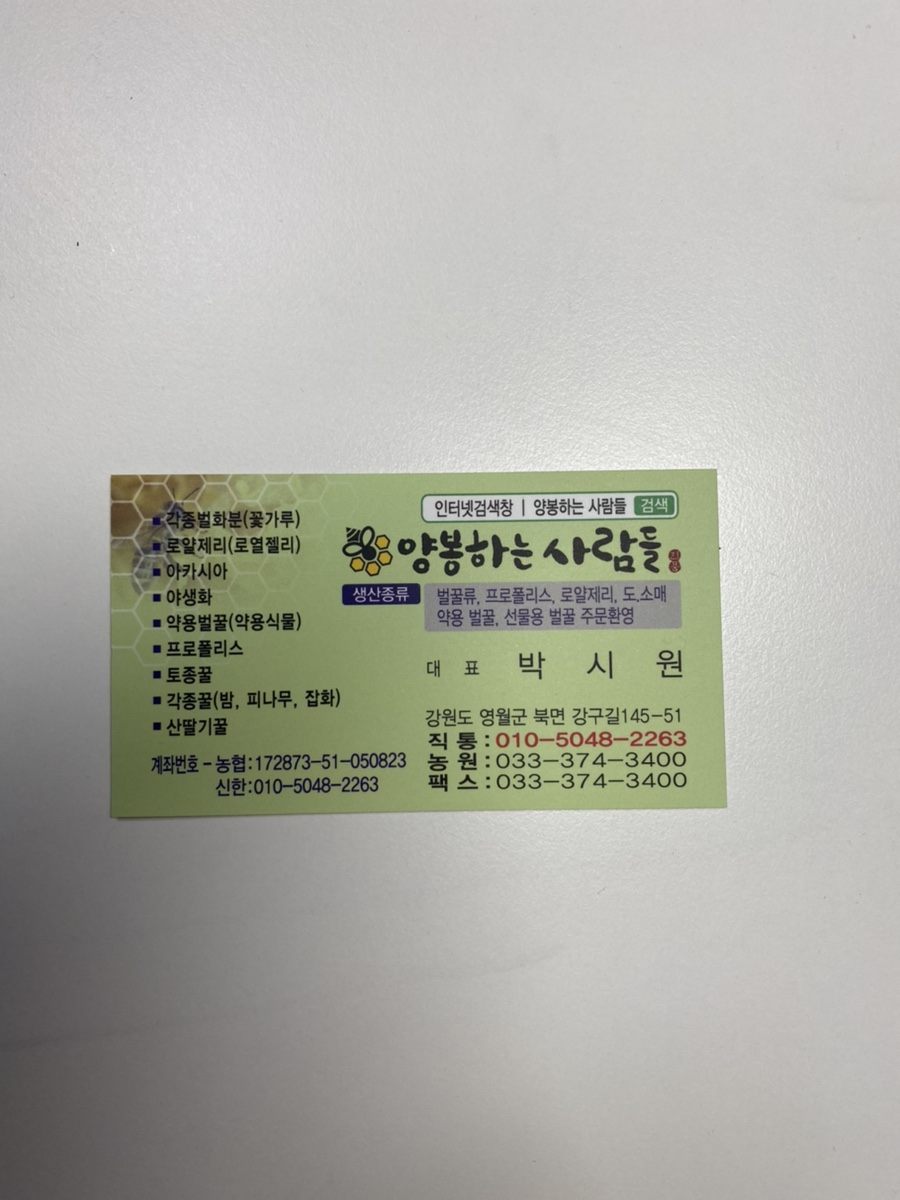 각종벌화분(꽃가루)
로얄제리(로열젤리)
아카시아
야생화
약용벌꿀(약용식물)
프로폴리스
토종꿀
각종꿀(밤, 피나무, 잡화)
산딸기꿀
계좌번호-농협:172873-51-050823
신한:010-5048-2263
인터넷검색창 | 양봉하는 사람들 검색
양봉하는 사람들
생산종류
벌꿀류, 프로폴리스, 로얄제리, 도.소매
약용 벌꿀, 선물용 벌꿀 주문환영
대 표 박 시 원
강원도 영월군 북면 강구길145-51
직 통:010-5048-2263
농 원:033-374-3400
팩 스:033-374-3400